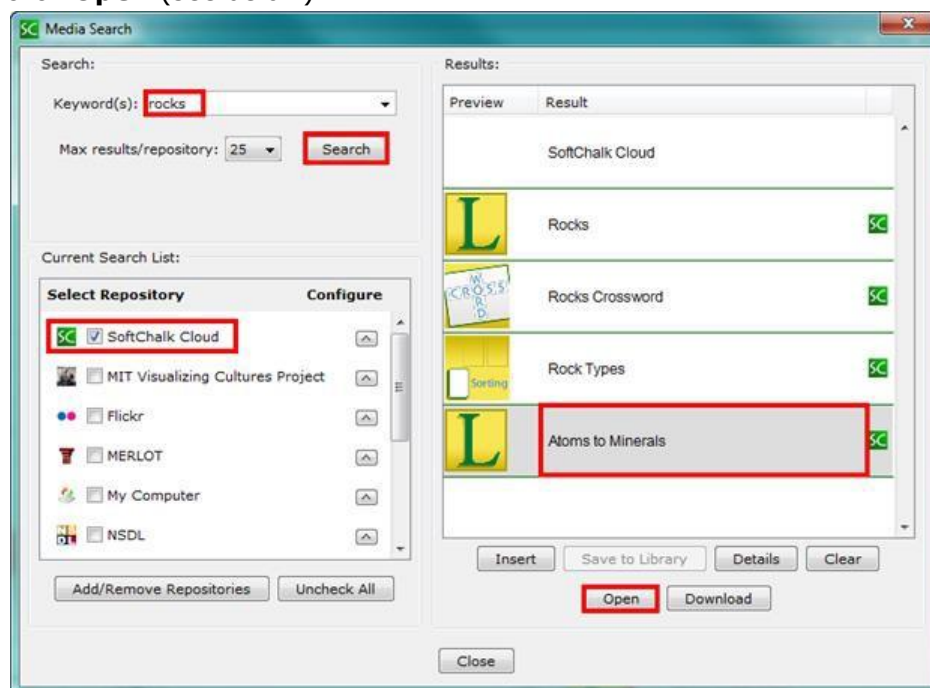 SC Media Search
Search:
Keyword(s): rocks
Max results/repository: 25 Search
Current Search List:
Select Repository Configure
SC SoftChalk Cloud
MIT Visualizing Cultures Project
Flickr
MERLOT
My Computer
NSDL
Add/Remove Repositories Uncheck All
Results:
Preview Result
SoftChalk Cloud
L Rocks SC
CROSS WORD Rocks Crossword SC
Sorting Rock Types SC
L Atoms to Minerals SC
Insert Save to Library Details Clear
Open Download
Close